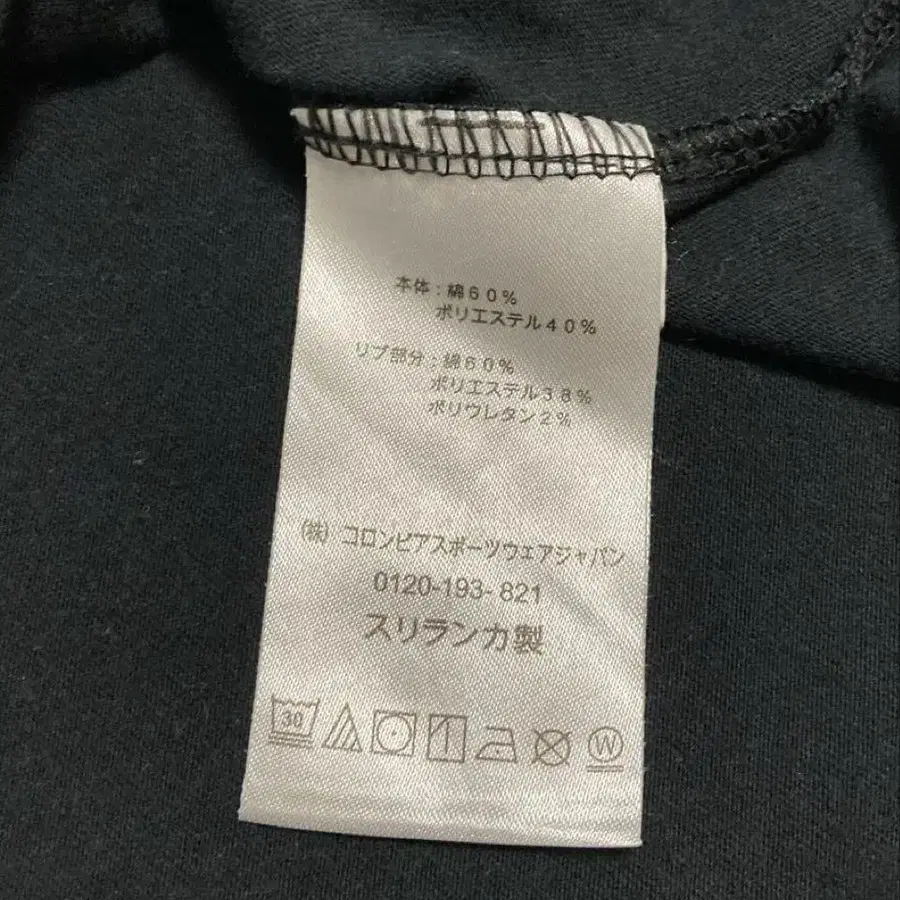 本体：綿６０％
ポリエステル４０％
リブ部分：綿６０％
ポリエステル３８％
ポリウレタン２％
(株) コロンビアスポーツウェアジャパン
0120-193-821
スリランカ製
30
W